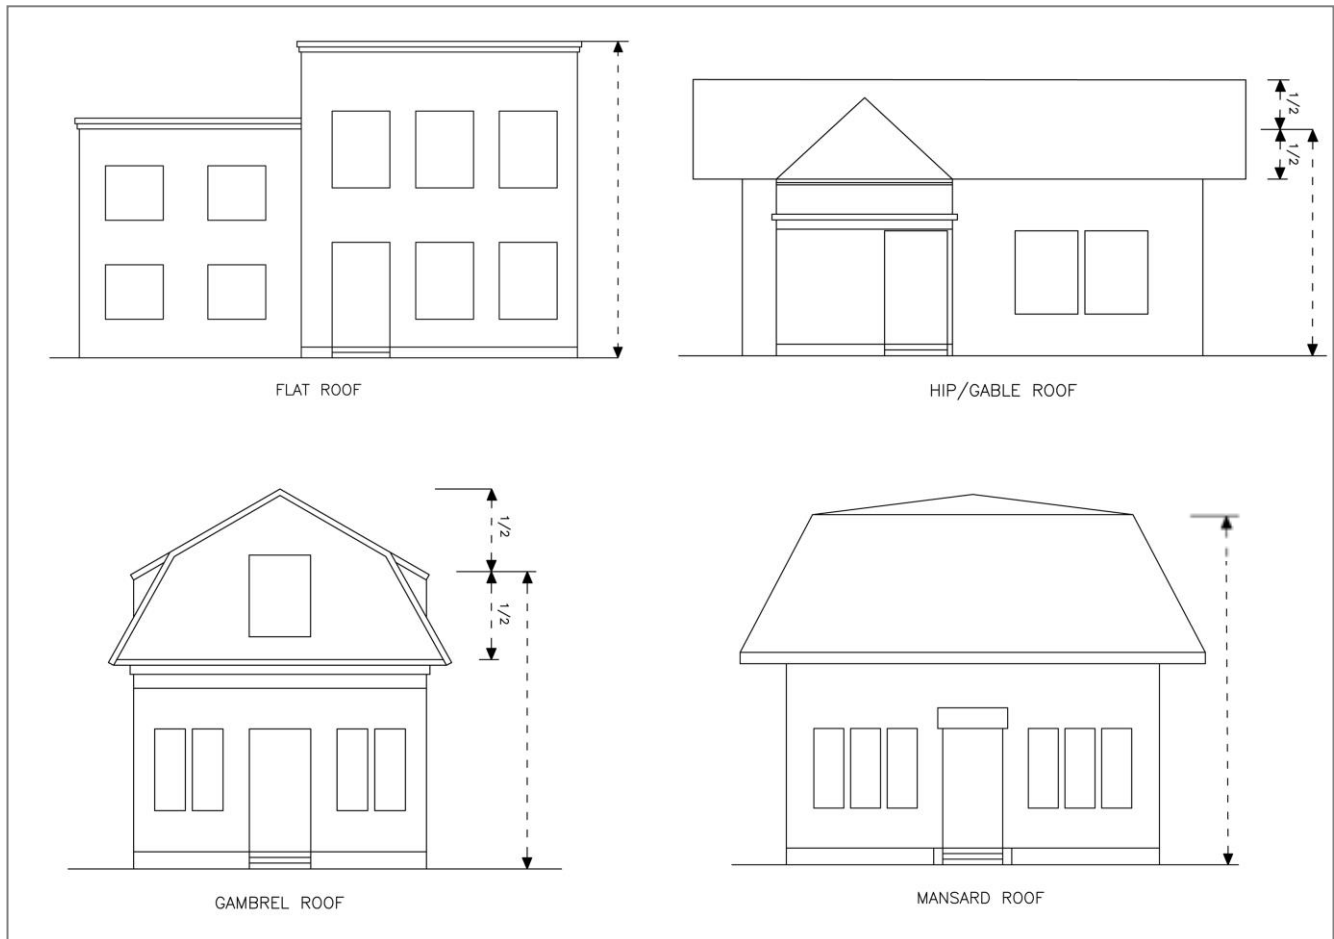 1/2
1/2
FLAT ROOF
HIP/GABLE ROOF
1/2
1/2
GAMBREL ROOF
MANSARD ROOF